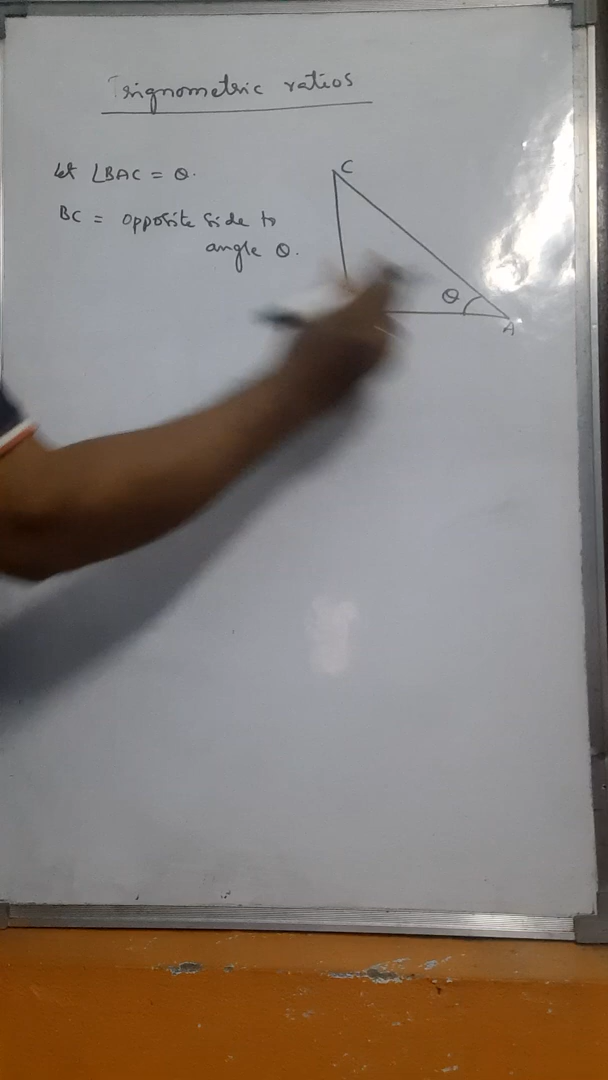 Trignometric ratios
Let ∠BAC = θ.
BC = opposite side to
angle θ.
C
θ
A